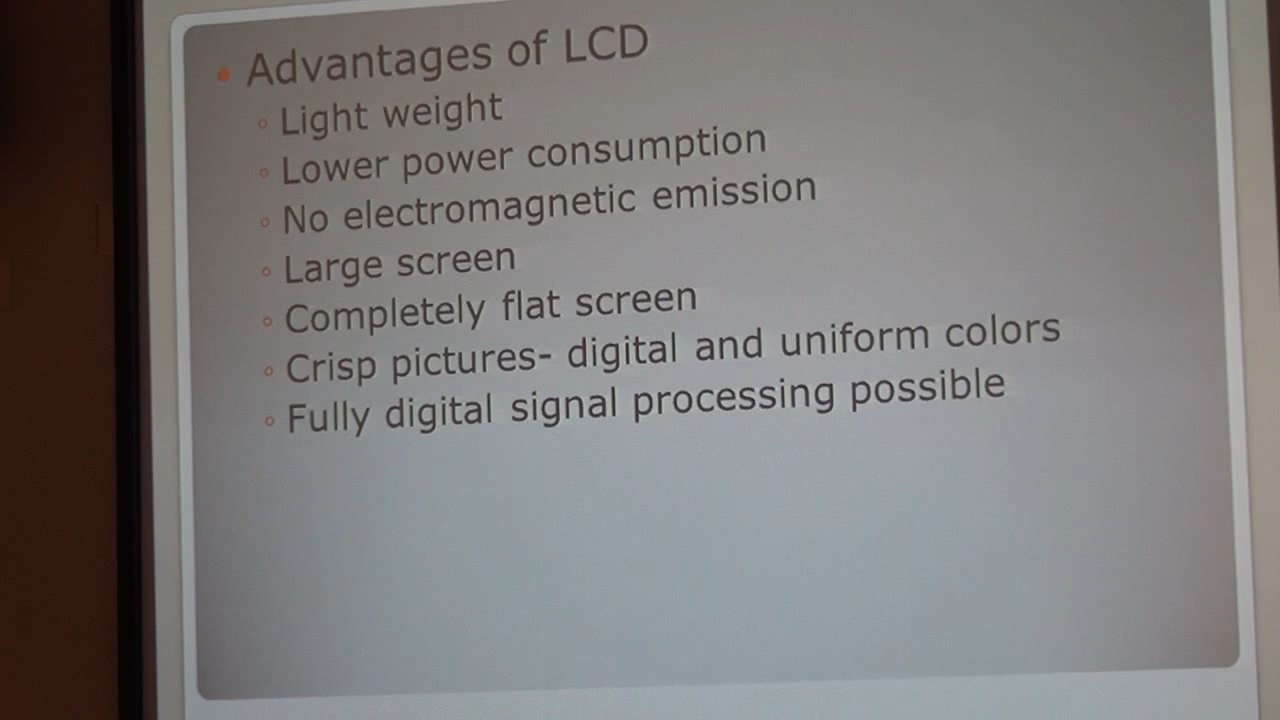 Advantages of LCD
Light weight
Lower power consumption
No electromagnetic emission
Large screen
Completely flat screen
Crisp pictures- digital and uniform colors
Fully digital signal processing possible